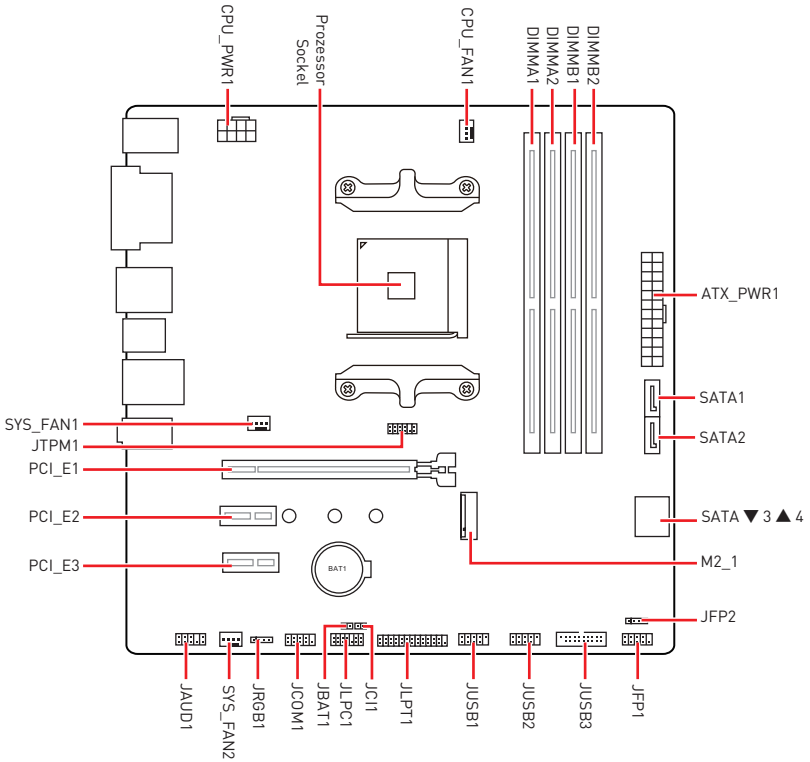 CPU_PWR1
Prozessor
Sockel
CPU_FAN1
DIMMA1
DIMMA2
DIMMB1
DIMMB2
ATX_PWR1
SATA1
SATA2
SATA ▼ 3 ▲ 4
M2_1
JFP2
SYS_FAN1
JTPM1
PCI_E1
PCI_E2
PCI_E3
BAT1
JAUD1
SYS_FAN2
JRGB1
JCOM1
JBAT1
JLPC1
JCI1
JLPT1
JUSB1
JUSB2
JUSB3
JFP1